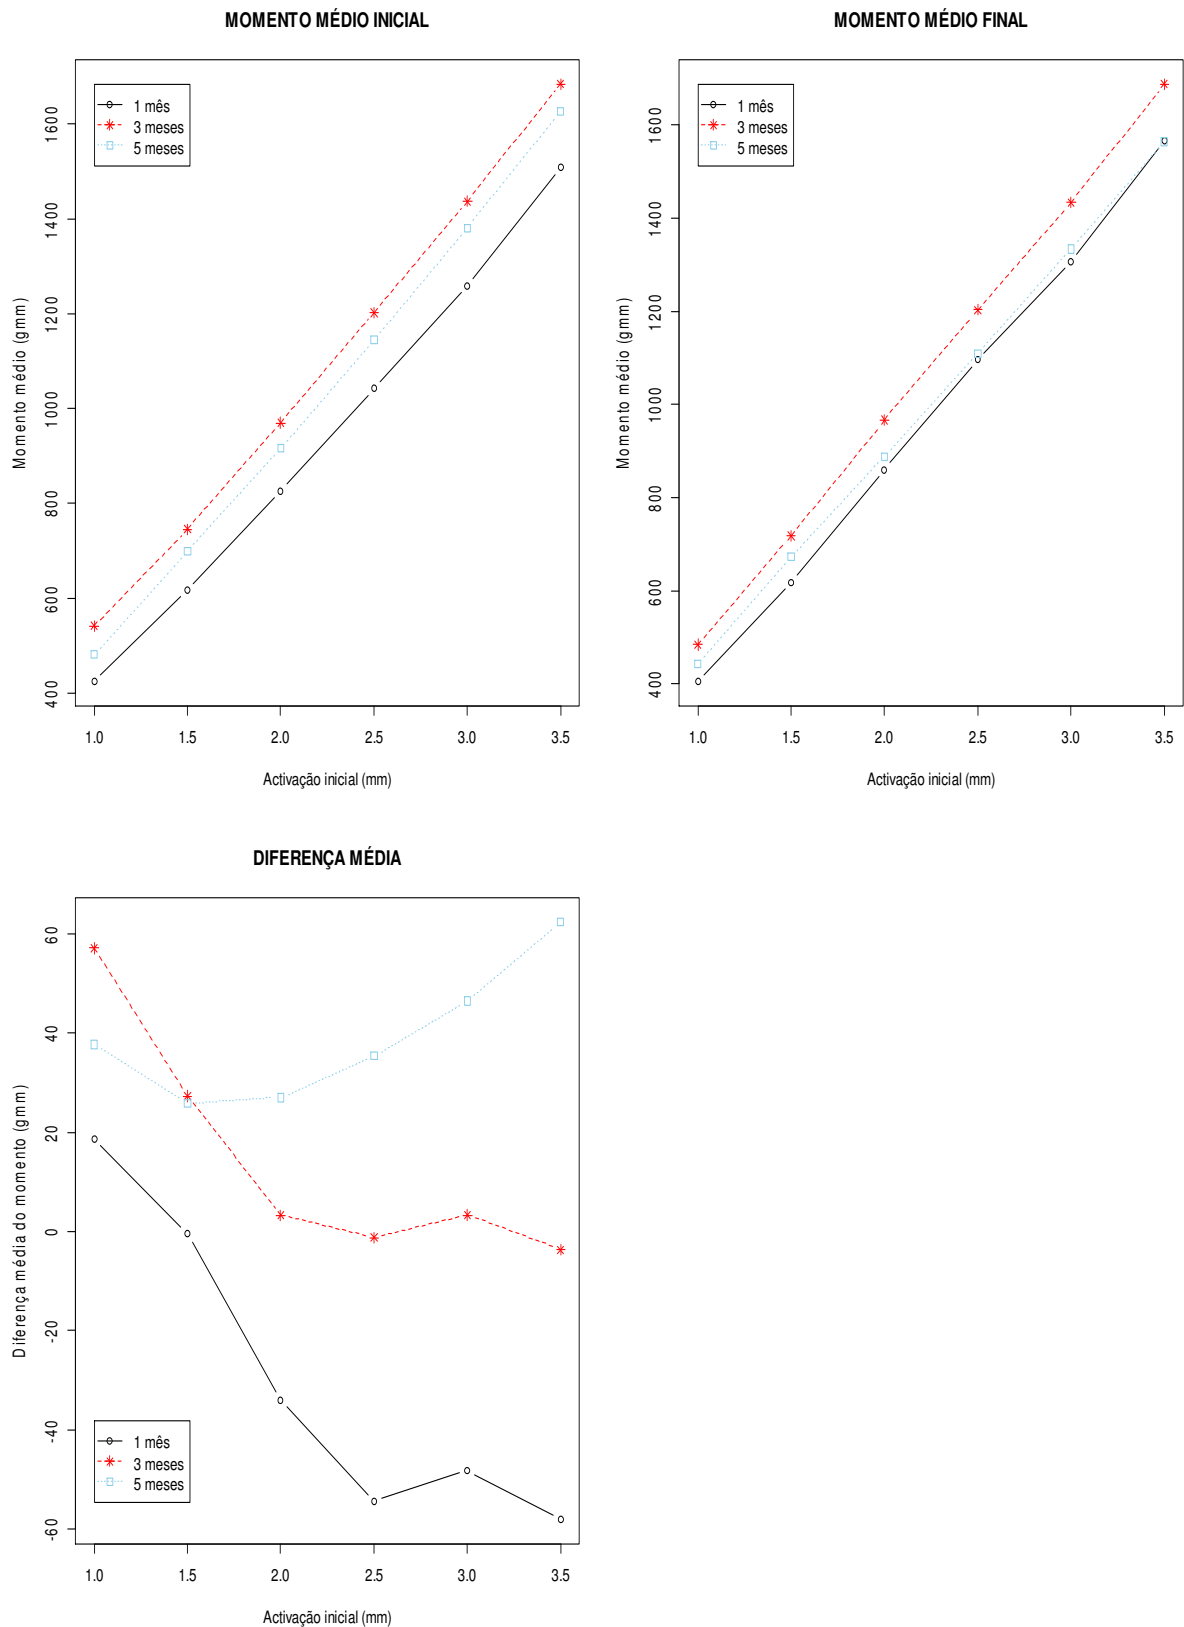 MOMENTO MÉDIO INICIAL
1 mês
3 meses
5 meses
Momento médio (gmm)
1600
1400
1200
1000
800
600
400
1.0 1.5 2.0 2.5 3.0 3.5
Activação inicial (mm)
MOMENTO MÉDIO FINAL
1 mês
3 meses
5 meses
Momento médio (gmm)
1600
1400
1200
1000
800
600
400
1.0 1.5 2.0 2.5 3.0 3.5
Activação inicial (mm)
DIFERENÇA MÉDIA
Diferença média do momento (gmm)
60
40
20
0
-20
-40
-60
1 mês
3 meses
5 meses
1.0 1.5 2.0 2.5 3.0 3.5
Activação inicial (mm)